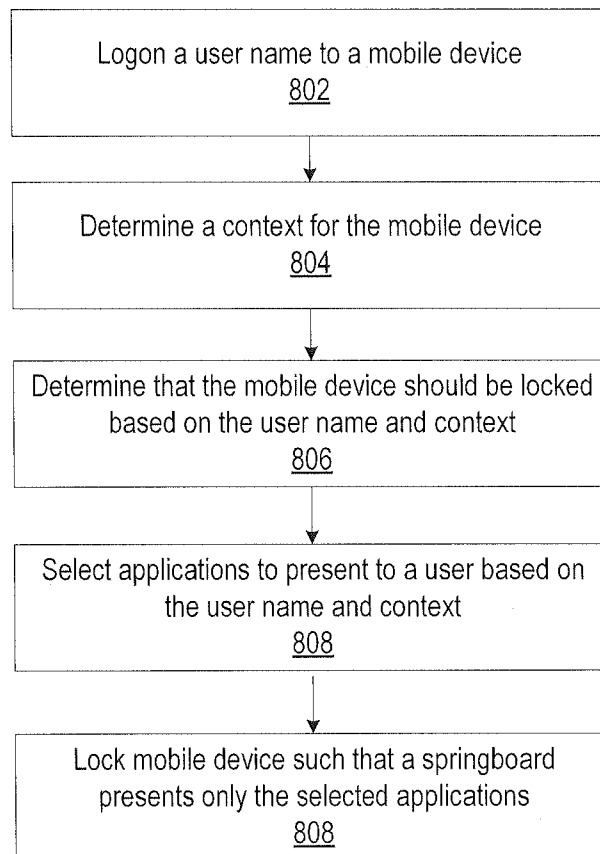 Logon a user name to a mobile device
802
Determine a context for the mobile device
804
Determine that the mobile device should be locked
based on the user name and context
806
Select applications to present to a user based on
the user name and context
808
Lock mobile device such that a springboard
presents only the selected applications
808